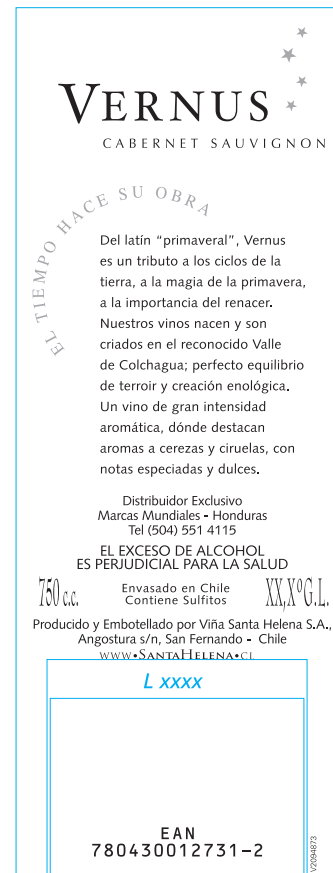 VERNUS
CABERNET SAUVIGNON
EL TIEMPO HACE SU OBRA
Del latín “primaveral”, Vernus
es un tributo a los ciclos de la
tierra, a la magia de la primavera,
a la importancia del renacer.
Nuestros vinos nacen y son
criados en el reconocido Valle
de Colchagua; perfecto equilibrio
de terroir y creación enológica.
Un vino de gran intensidad
aromática, dónde destacan
aromas a cerezas y ciruelas, con
notas especiadas y dulces.
Distribuidor Exclusivo
Marcas Mundiales - Honduras
Tel (504) 551 4115
EL EXCESO DE ALCOHOL
ES PERJUDICIAL PARA LA SALUD
750 c.c. Envasado en Chile XX,XºG.L.
Contiene Sulfitos
Producido y Embotellado por Viña Santa Helena S.A.,
Angostura s/n, San Fernando - Chile
WWW•SANTAHELENA•CL
L xxxx
EAN
780430012731-2
V2094873